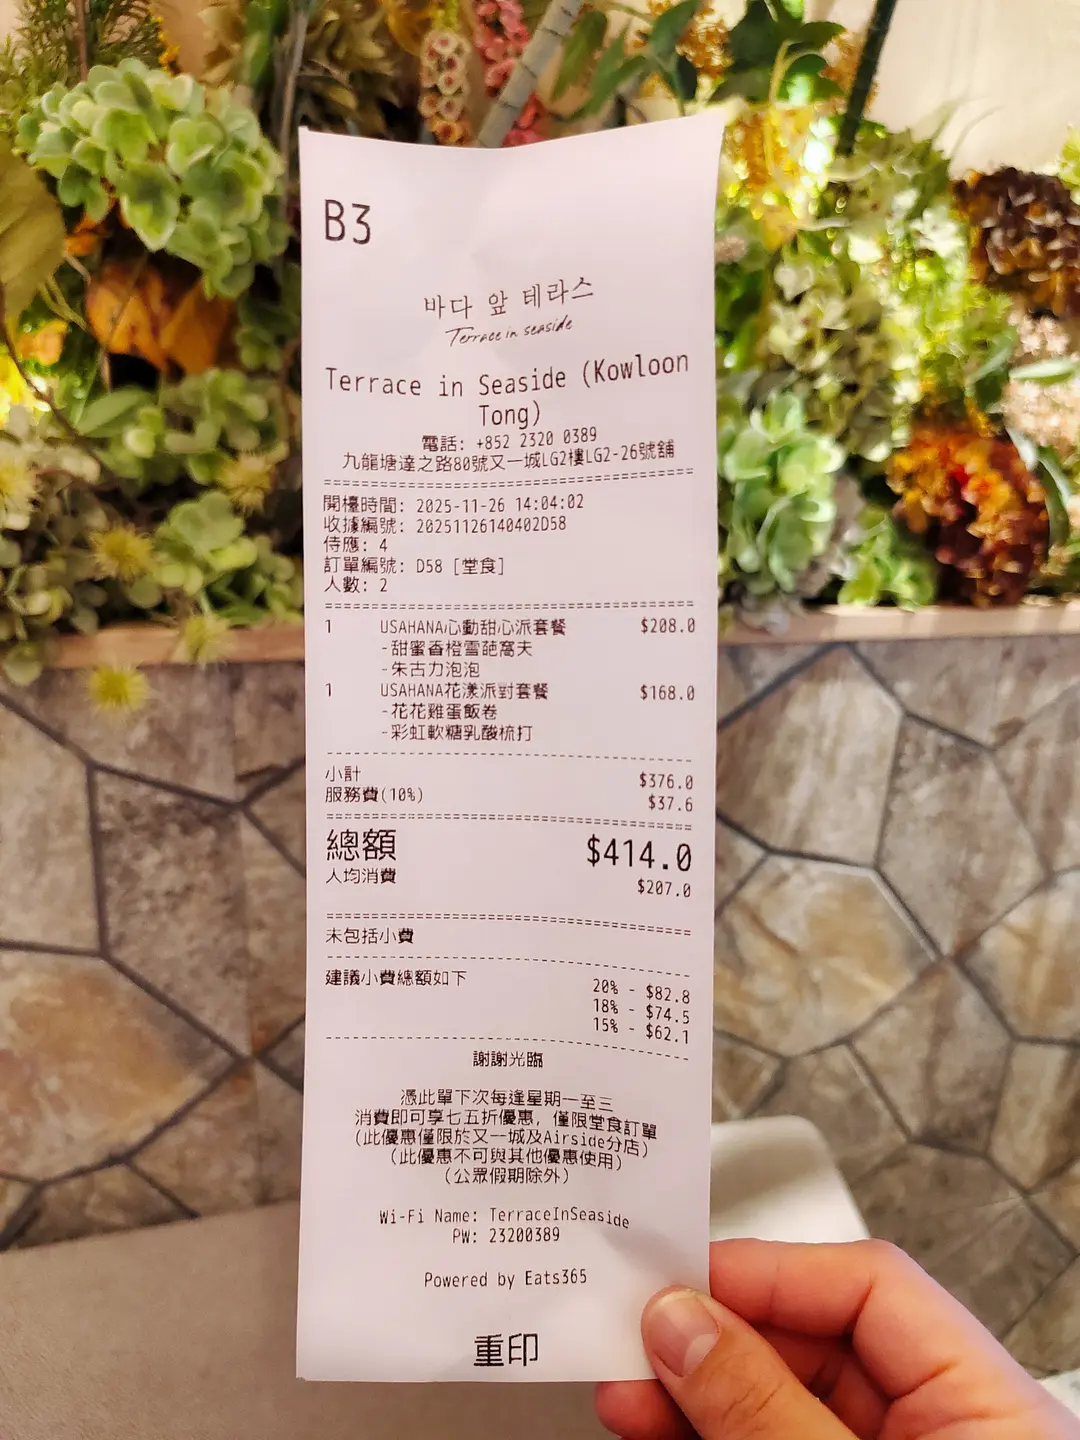 B3
바다 앞 테라스
Terrace in seaside
Terrace in Seaside (Kowloon
Tong)
電話: +852 2320 0389
九龍塘達之路80號又一城LG2樓LG2-26號舖
開檯時間: 2025-11-26 14:04:02
收據編號: 20251126140402D58
侍應: 4
訂單編號: D58 [堂食]
人數: 2
1 USAHANA心動甜心派套餐 $208.0
-甜蜜香橙雪葩窩夫
-朱古力泡泡
1 USAHANA花漾派對套餐 $168.0
-花花雞蛋飯卷
-彩虹軟糖乳酸梳打
小計 $376.0
服務費(10%) $37.6
總額 $414.0
人均消費 $207.0
未包括小費
建議小費總額如下 20% - $82.8
18% - $74.5
15% - $62.1
謝謝光臨
憑此單下次每逢星期一至三
消費即可享七五折優惠, 僅限堂食訂單
(此優惠僅限於又一城及Airside分店)
(此優惠不可與其他優惠使用)
(公眾假期除外)
Wi-Fi Name: TerraceInSeaside
PW: 23200389
Powered by Eats365
重印